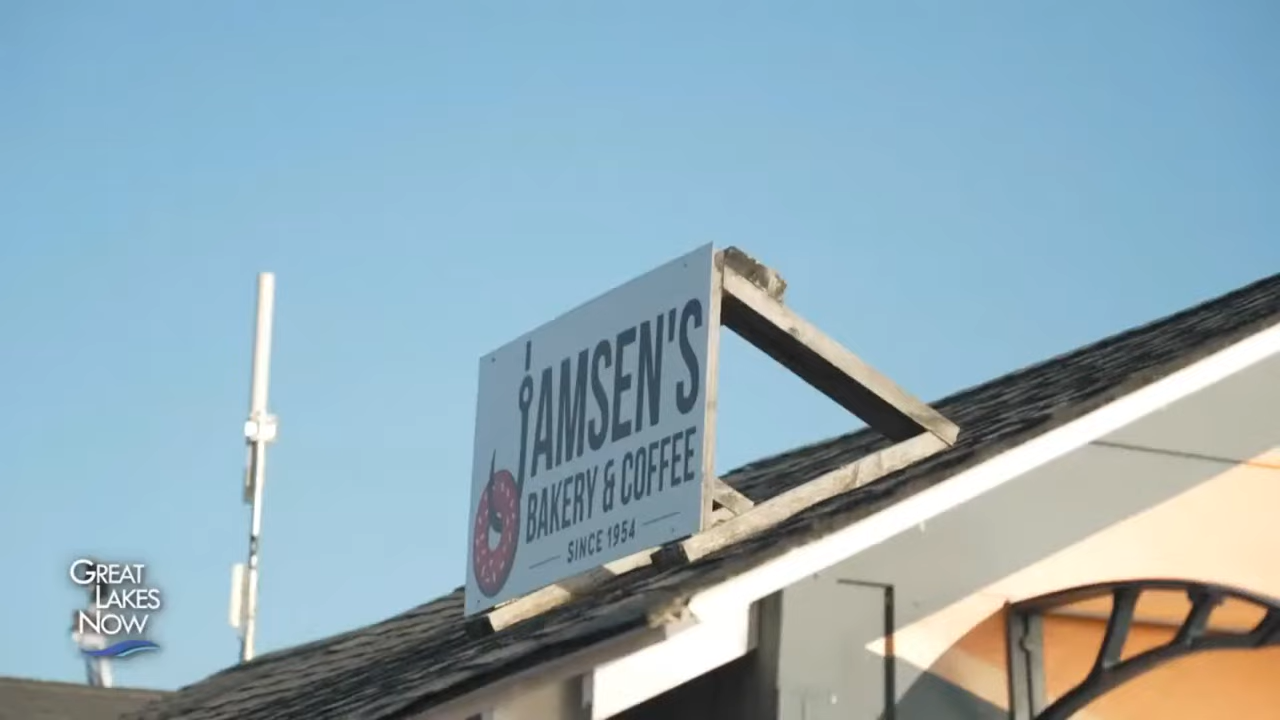 JAMSEN'S
BAKERY & COFFEE
SINCE 1954
GREAT
LAKES
NOW